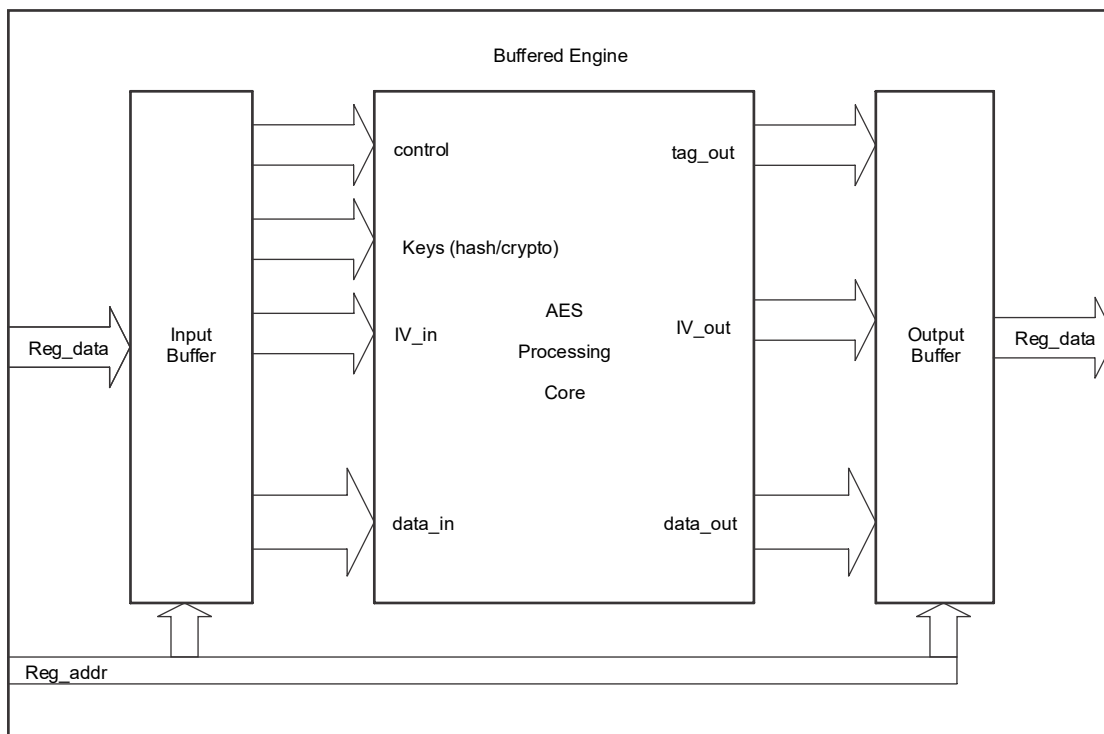 Buffered Engine
control
tag_out
Keys (hash/crypto)
Reg_data
Input
Buffer
IV_in
AES
Processing
Core
IV_out
Output
Buffer
Reg_data
data_in
data_out
Reg_addr